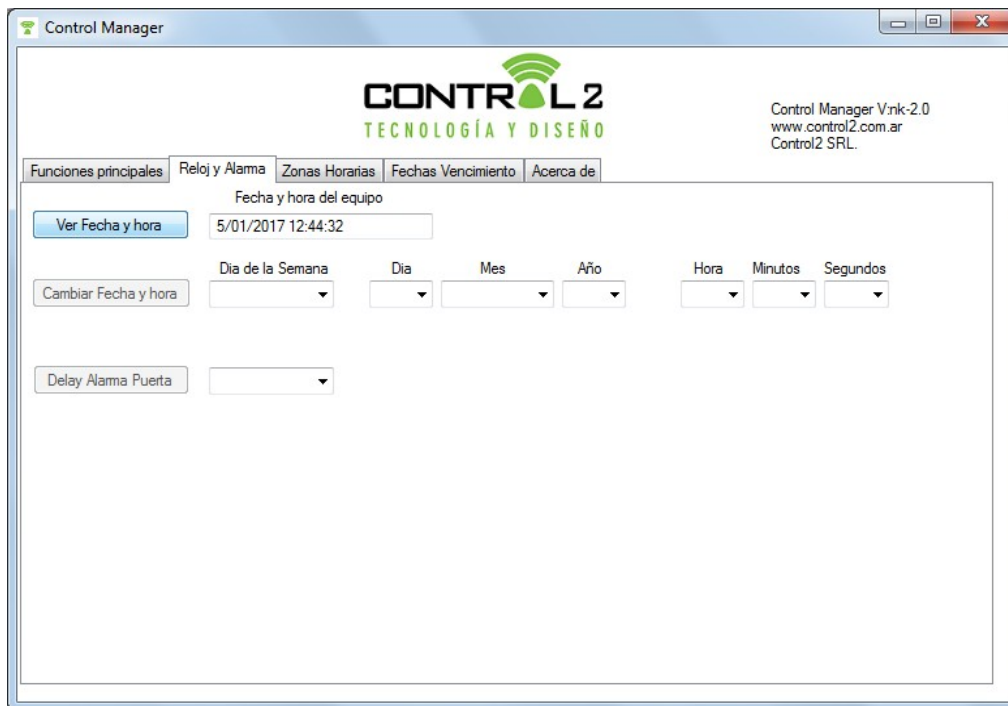 Control Manager
CONTROL 2
TECNOLOGÍA Y DISEÑO
Control Manager V:nk-2.0
www.control2.com.ar
Control2 SRL.
Funciones principales Reloj y Alarma Zonas Horarias Fechas Vencimiento Acerca de
Fecha y hora del equipo
Ver Fecha y hora 5/01/2017 12:44:32
Dia de la Semana Dia Mes Año Hora Minutos Segundos
Cambiar Fecha y hora
Delay Alarma Puerta